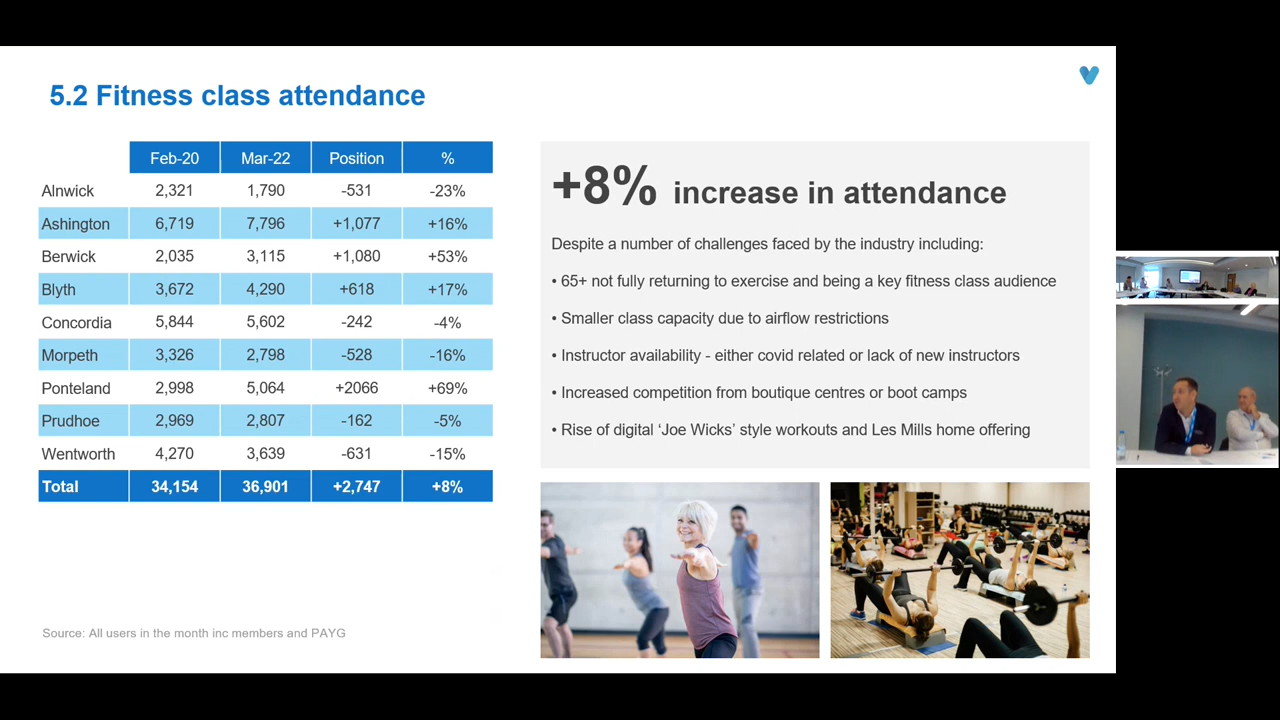 5.2 Fitness class attendance
Feb-20 Mar-22 Position %
Alnwick 2,321 1,790 -531 -23%
Ashington 6,719 7,796 +1,077 +16%
Berwick 2,035 3,115 +1,080 +53%
Blyth 3,672 4,290 +618 +17%
Concordia 5,844 5,602 -242 -4%
Morpeth 3,326 2,798 -528 -16%
Ponteland 2,998 5,064 +2066 +69%
Prudhoe 2,969 2,807 -162 -5%
Wentworth 4,270 3,639 -631 -15%
Total 34,154 36,901 +2,747 +8%
Source: All users in the month inc members and PAYG
+8% increase in attendance
Despite a number of challenges faced by the industry including:
• 65+ not fully returning to exercise and being a key fitness class audience
• Smaller class capacity due to airflow restrictions
• Instructor availability - either covid related or lack of new instructors
• Increased competition from boutique centres or boot camps
• Rise of digital ‘Joe Wicks’ style workouts and Les Mills home offering